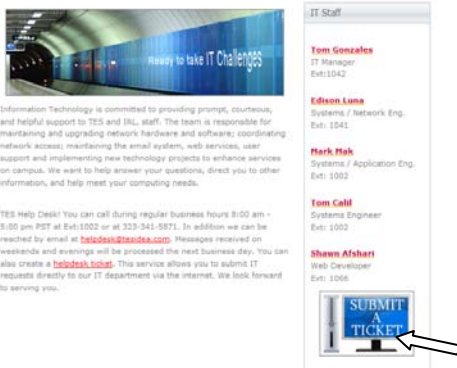 Ready to take IT Challenges
Information Technology is committed to providing prompt, courteous,
and helpful support to TES and IRL, staff. The team is responsible for
maintaining and upgrading network hardware and software; coordinating
network access; maintaining the email system, web services, user
support and implementing new technology projects to enhance services
on campus. We want to help answer your questions, direct you to other
information, and help meet your computing needs.
TES Help Desk! You can call during regular business hours 8:00 am -
5:00 pm PST at Ext:1002 or at 323-341-5871. In addition we can be
reached by email at helpdesk@tesidea.com. Messages received on
weekends and evenings will be processed the next business day. You can
also create a helpdesk ticket. This service allows you to submit IT
requests directly to our IT department via the internet. We look forward
to serving you.
IT Staff
Tom Gonzales
IT Manager
Ext:1042
Edison Luna
Systems / Network Eng.
Ext: 1041
Mark Mak
Systems / Application Eng.
Ext: 1002
Tom Calil
Systems Engineer
Ext: 1002
Shawn Afshari
Web Developer
Ext: 1066
SUBMIT
A
TICKET